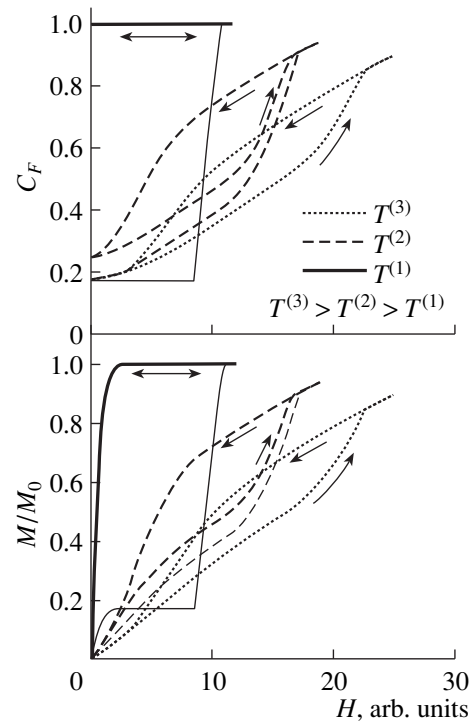 1.0
0.8
0.6
0.4
0.2
0
C_F
T^(3)
T^(2)
T^(1)
T^(3) > T^(2) > T^(1)
1.0
0.8
0.6
0.4
0.2
M/M_0
0 10 20 30
H, arb. units